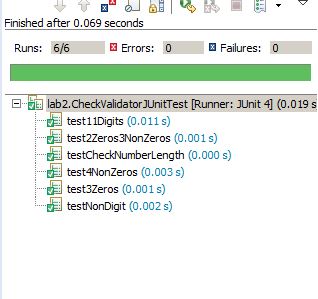 Finished after 0.069 seconds
Runs: 6/6 Errors: 0 Failures: 0
lab2.CheckValidatorJUnitTest [Runner: JUnit 4] (0.019 s
test11Digits (0.011 s)
test2Zeros3NonZeros (0.001 s)
testCheckNumberLength (0.000 s)
test4NonZeros (0.003 s)
test3Zeros (0.001 s)
testNonDigit (0.002 s)